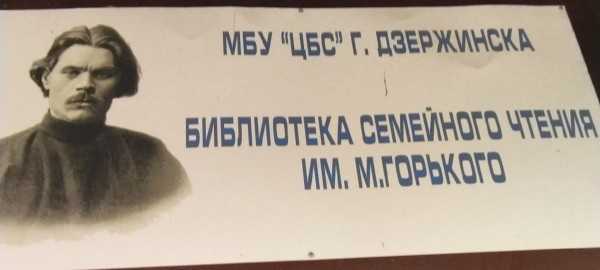 МБУ "ЦБС" Г. ДЗЕРЖИНСКА
БИБЛИОТЕКА СЕМЕЙНОГО ЧТЕНИЯ
ИМ. М.ГОРЬКОГО